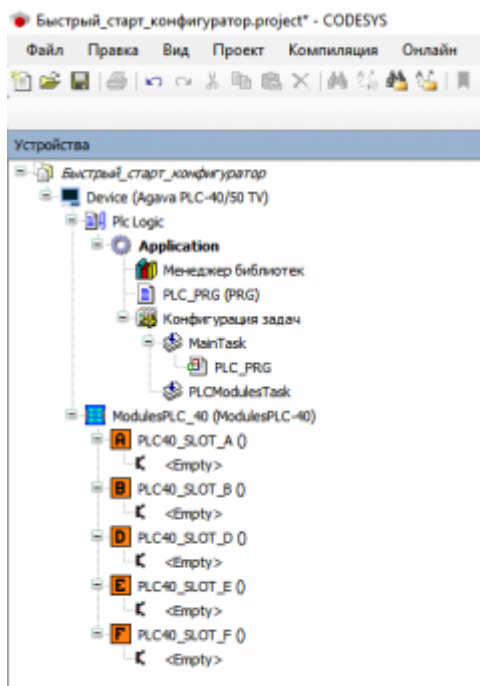 Быстрый_старт_конфигуратор.project* - CODESYS
Файл Правка Вид Проект Компиляция Онлайн
Устройства
Быстрый_старт_конфигуратор
Device (Agava PLC-40/50 TV)
Plc Logic
Application
Менеджер библиотек
PLC_PRG (PRG)
Конфигурация задач
MainTask
PLC_PRG
PLCModulesTask
ModulesPLC_40 (ModulesPLC-40)
A PLC40_SLOT_A ()
<Empty>
B PLC40_SLOT_B ()
<Empty>
D PLC40_SLOT_D ()
<Empty>
E PLC40_SLOT_E ()
<Empty>
F PLC40_SLOT_F ()
<Empty>